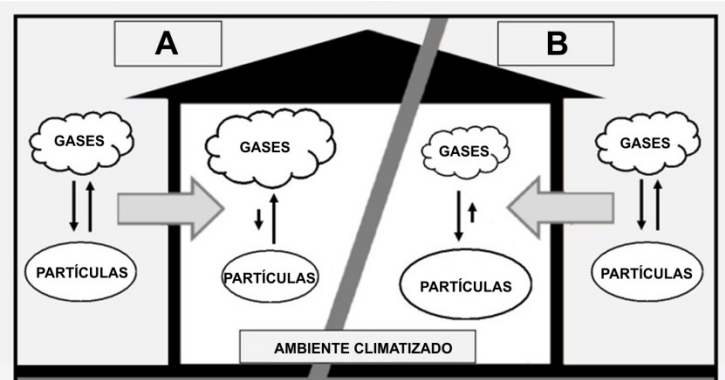 A
B
GASES
GASES
GASES
GASES
PARTÍCULAS
PARTÍCULAS
PARTÍCULAS
PARTÍCULAS
AMBIENTE CLIMATIZADO